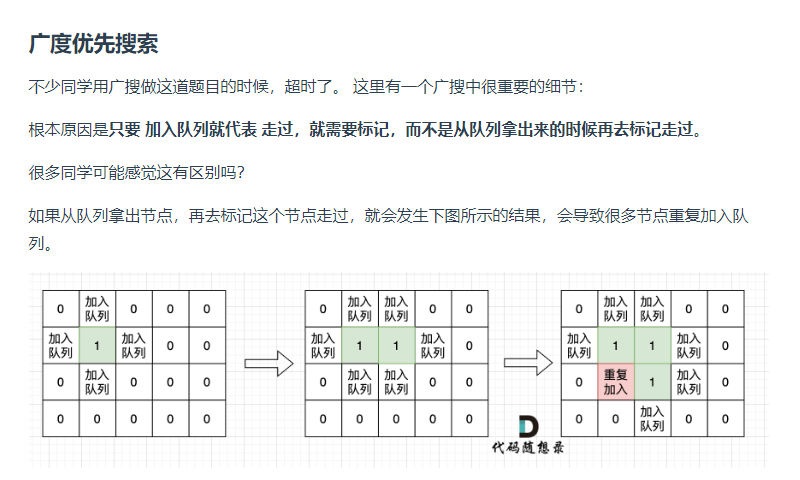 广度优先搜索
不少同学用广搜做这道题目的时候，超时了。 这里有一个广搜中很重要的细节：
根本原因是只要 加入队列就代表 走过，就需要标记，而不是从队列拿出来的时候再去标记走过。
很多同学可能感觉这有区别吗？
如果从队列拿出节点，再去标记这个节点走过，就会发生下图所示的结果，会导致很多节点重复加入队
列。
0 加入队列 0 0 0
加入队列 1 加入队列 0 0
0 加入队列 0 0 0
0 0 0 0 0
0 加入队列 加入队列 0 0
加入队列 1 1 加入队列 0
0 加入队列 加入队列 0 0
0 0 0 0 0
0 加入队列 加入队列 0 0
加入队列 1 1 加入队列 0
0 重复加入 1 加入队列 0
0 0 加入队列 0 0
代码随想录